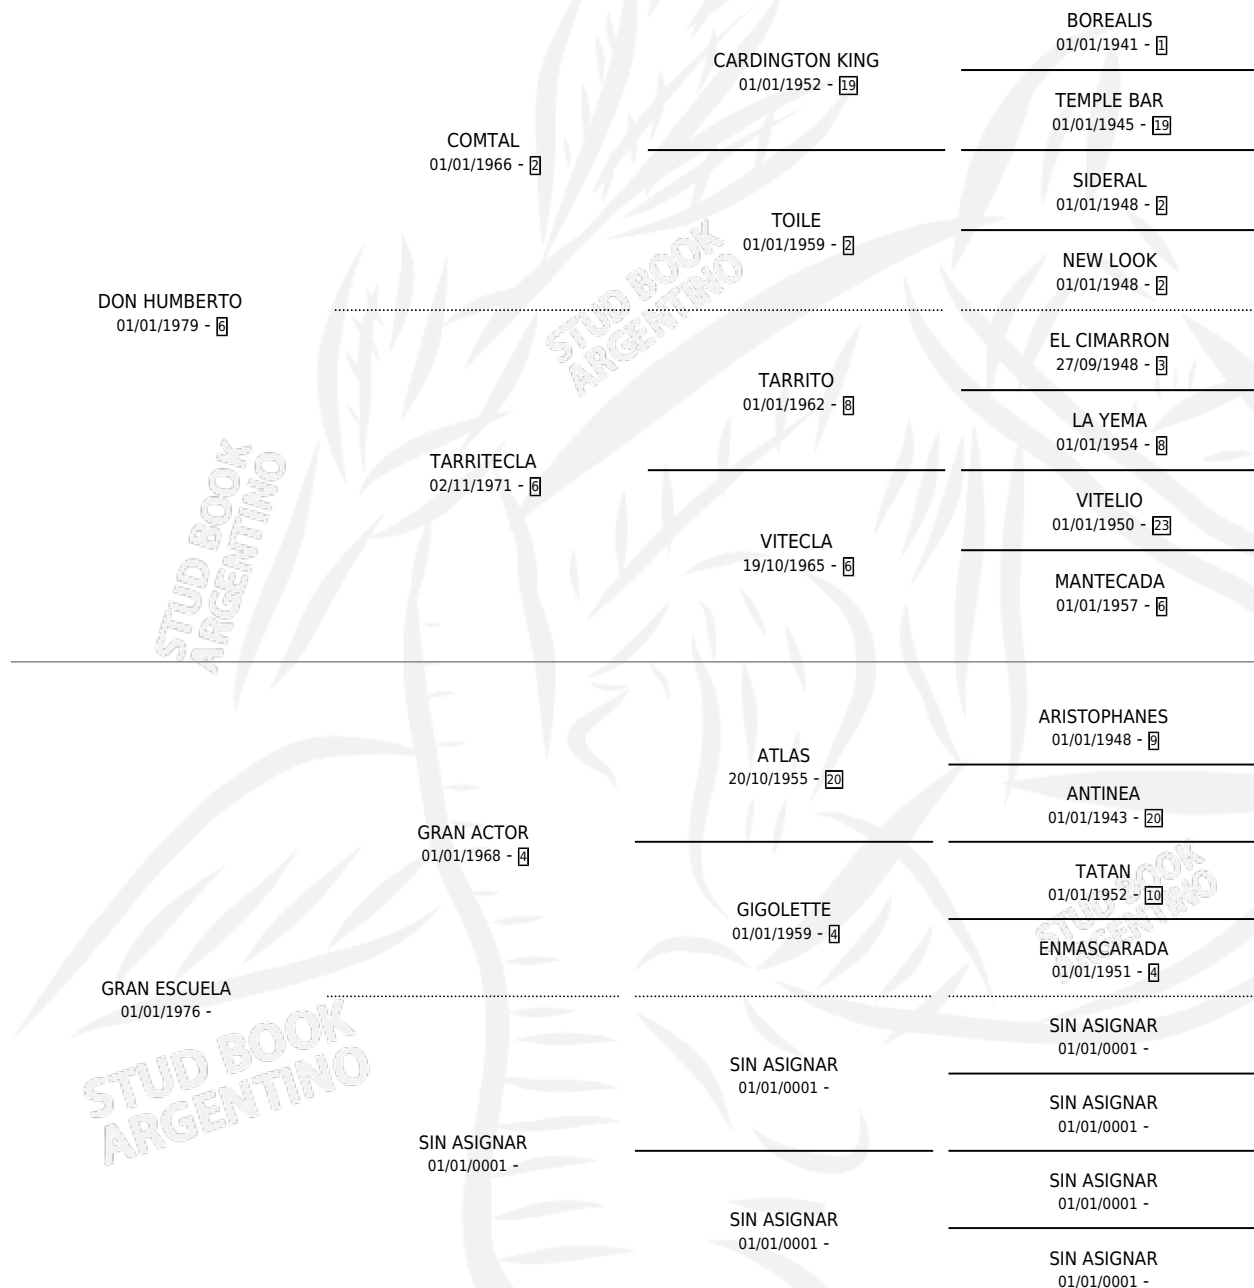 BOREALIS
01/01/1941 - 1
CARDINGTON KING
01/01/1952 - 19
TEMPLE BAR
01/01/1945 - 19
COMTAL
01/01/1966 - 2
SIDERAL
01/01/1948 - 2
TOILE
01/01/1959 - 2
NEW LOOK
01/01/1948 - 2
DON HUMBERTO
01/01/1979 - 6
EL CIMARRON
27/09/1948 - 3
TARRITO
01/01/1962 - 8
LA YEMA
01/01/1954 - 8
TARRITECLA
02/11/1971 - 6
VITELIO
01/01/1950 - 23
VITECLA
19/10/1965 - 6
MANTECADA
01/01/1957 - 6
STUD BOOK
ARGENTINO
STUD BOOK
ARGENTINO
ARISTOPHANES
01/01/1948 - 9
ATLAS
20/10/1955 - 20
ANTINEA
01/01/1943 - 20
GRAN ACTOR
01/01/1968 - 4
TATAN
01/01/1952 - 10
GIGOLETTE
01/01/1959 - 4
ENMASCARADA
01/01/1951 - 4
STUD BOOK
ARGENTINO
GRAN ESCUELA
01/01/1976 -
SIN ASIGNAR
01/01/0001 -
SIN ASIGNAR
01/01/0001 -
SIN ASIGNAR
01/01/0001 -
SIN ASIGNAR
01/01/0001 -
SIN ASIGNAR
01/01/0001 -
SIN ASIGNAR
01/01/0001 -
SIN ASIGNAR
01/01/0001 -
STUD BOOK
ARGENTINO